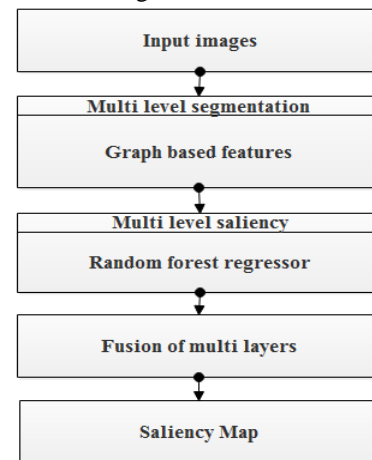 Input images
Multi level segmentation
Graph based features
Multi level saliency
Random forest regressor
Fusion of multi layers
Saliency Map